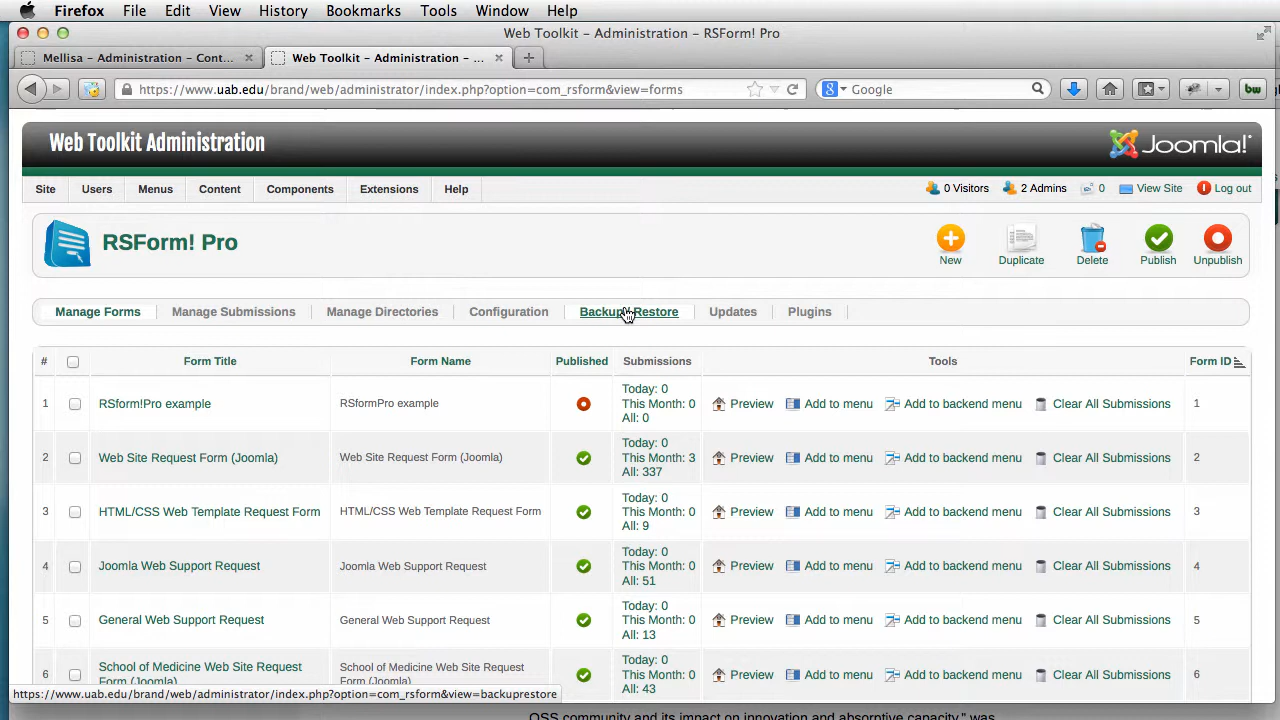 Firefox File Edit View History Bookmarks Tools Window Help
Web Toolkit - Administration - RSForm! Pro
Mellisa - Administration - Cont... Web Toolkit - Administration - ...
https://www.uab.edu/brand/web/administrator/index.php?option=com_rsform&view=forms Google bw
Web Toolkit Administration Joomla!
Site Users Menus Content Components Extensions Help 0 Visitors 2 Admins 0 View Site Log out
RSForm! Pro
New Duplicate Delete Publish Unpublish
Manage Forms Manage Submissions Manage Directories Configuration Backup/Restore Updates Plugins
# Form Title Form Name Published Submissions Tools Form ID
Today: 0
1 RSform!Pro example RSformPro example This Month: 0 Preview Add to menu Add to backend menu Clear All Submissions 1
All: 0
Today: 0
2 Web Site Request Form (Joomla) Web Site Request Form (Joomla) This Month: 3 Preview Add to menu Add to backend menu Clear All Submissions 2
All: 337
Today: 0
3 HTML/CSS Web Template Request Form HTML/CSS Web Template Request Form This Month: 0 Preview Add to menu Add to backend menu Clear All Submissions 3
All: 9
Today: 0
4 Joomla Web Support Request Joomla Web Support Request This Month: 0 Preview Add to menu Add to backend menu Clear All Submissions 4
All: 51
Today: 0
5 General Web Support Request General Web Support Request This Month: 0 Preview Add to menu Add to backend menu Clear All Submissions 5
All: 13
Today: 0
6 School of Medicine Web Site Request School of Medicine Web Site Request This Month: 0 Preview Add to menu Add to backend menu Clear All Submissions 6
Form (Joomla) Form (Joomla) All: 43
https://www.uab.edu/brand/web/administrator/index.php?option=com_rsform&view=backuprestore
OSS community and its impact on innovation and absorptive capacity," was